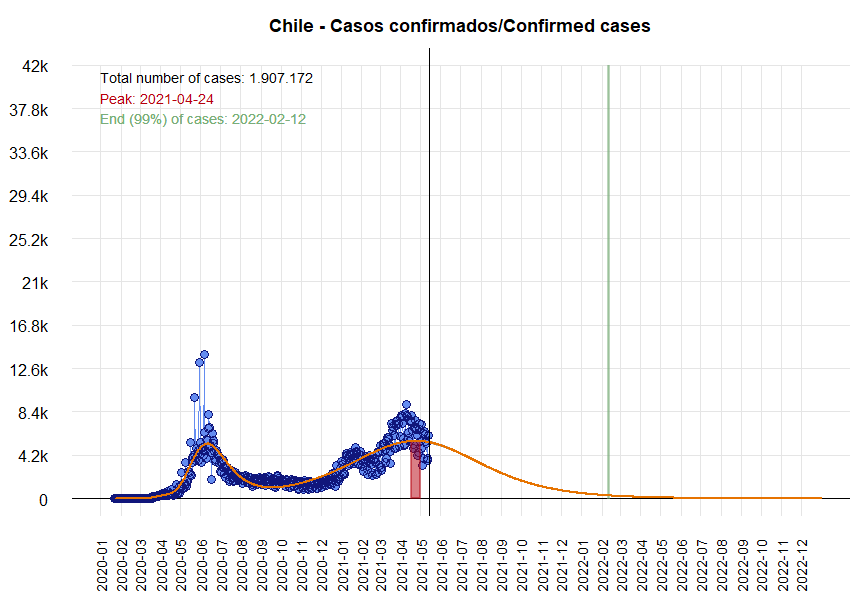 Chile - Casos confirmados/Confirmed cases
42k
Total number of cases: 1.907.172
Peak: 2021-04-24
End (99%) of cases: 2022-02-12
37.8k
33.6k
29.4k
25.2k
21k
16.8k
12.6k
8.4k
4.2k
0
2020-01
2020-02
2020-03
2020-04
2020-05
2020-06
2020-07
2020-08
2020-09
2020-10
2020-11
2020-12
2021-01
2021-02
2021-03
2021-04
2021-05
2021-06
2021-07
2021-08
2021-09
2021-10
2021-11
2021-12
2022-01
2022-02
2022-03
2022-04
2022-05
2022-06
2022-07
2022-08
2022-09
2022-10
2022-11
2022-12